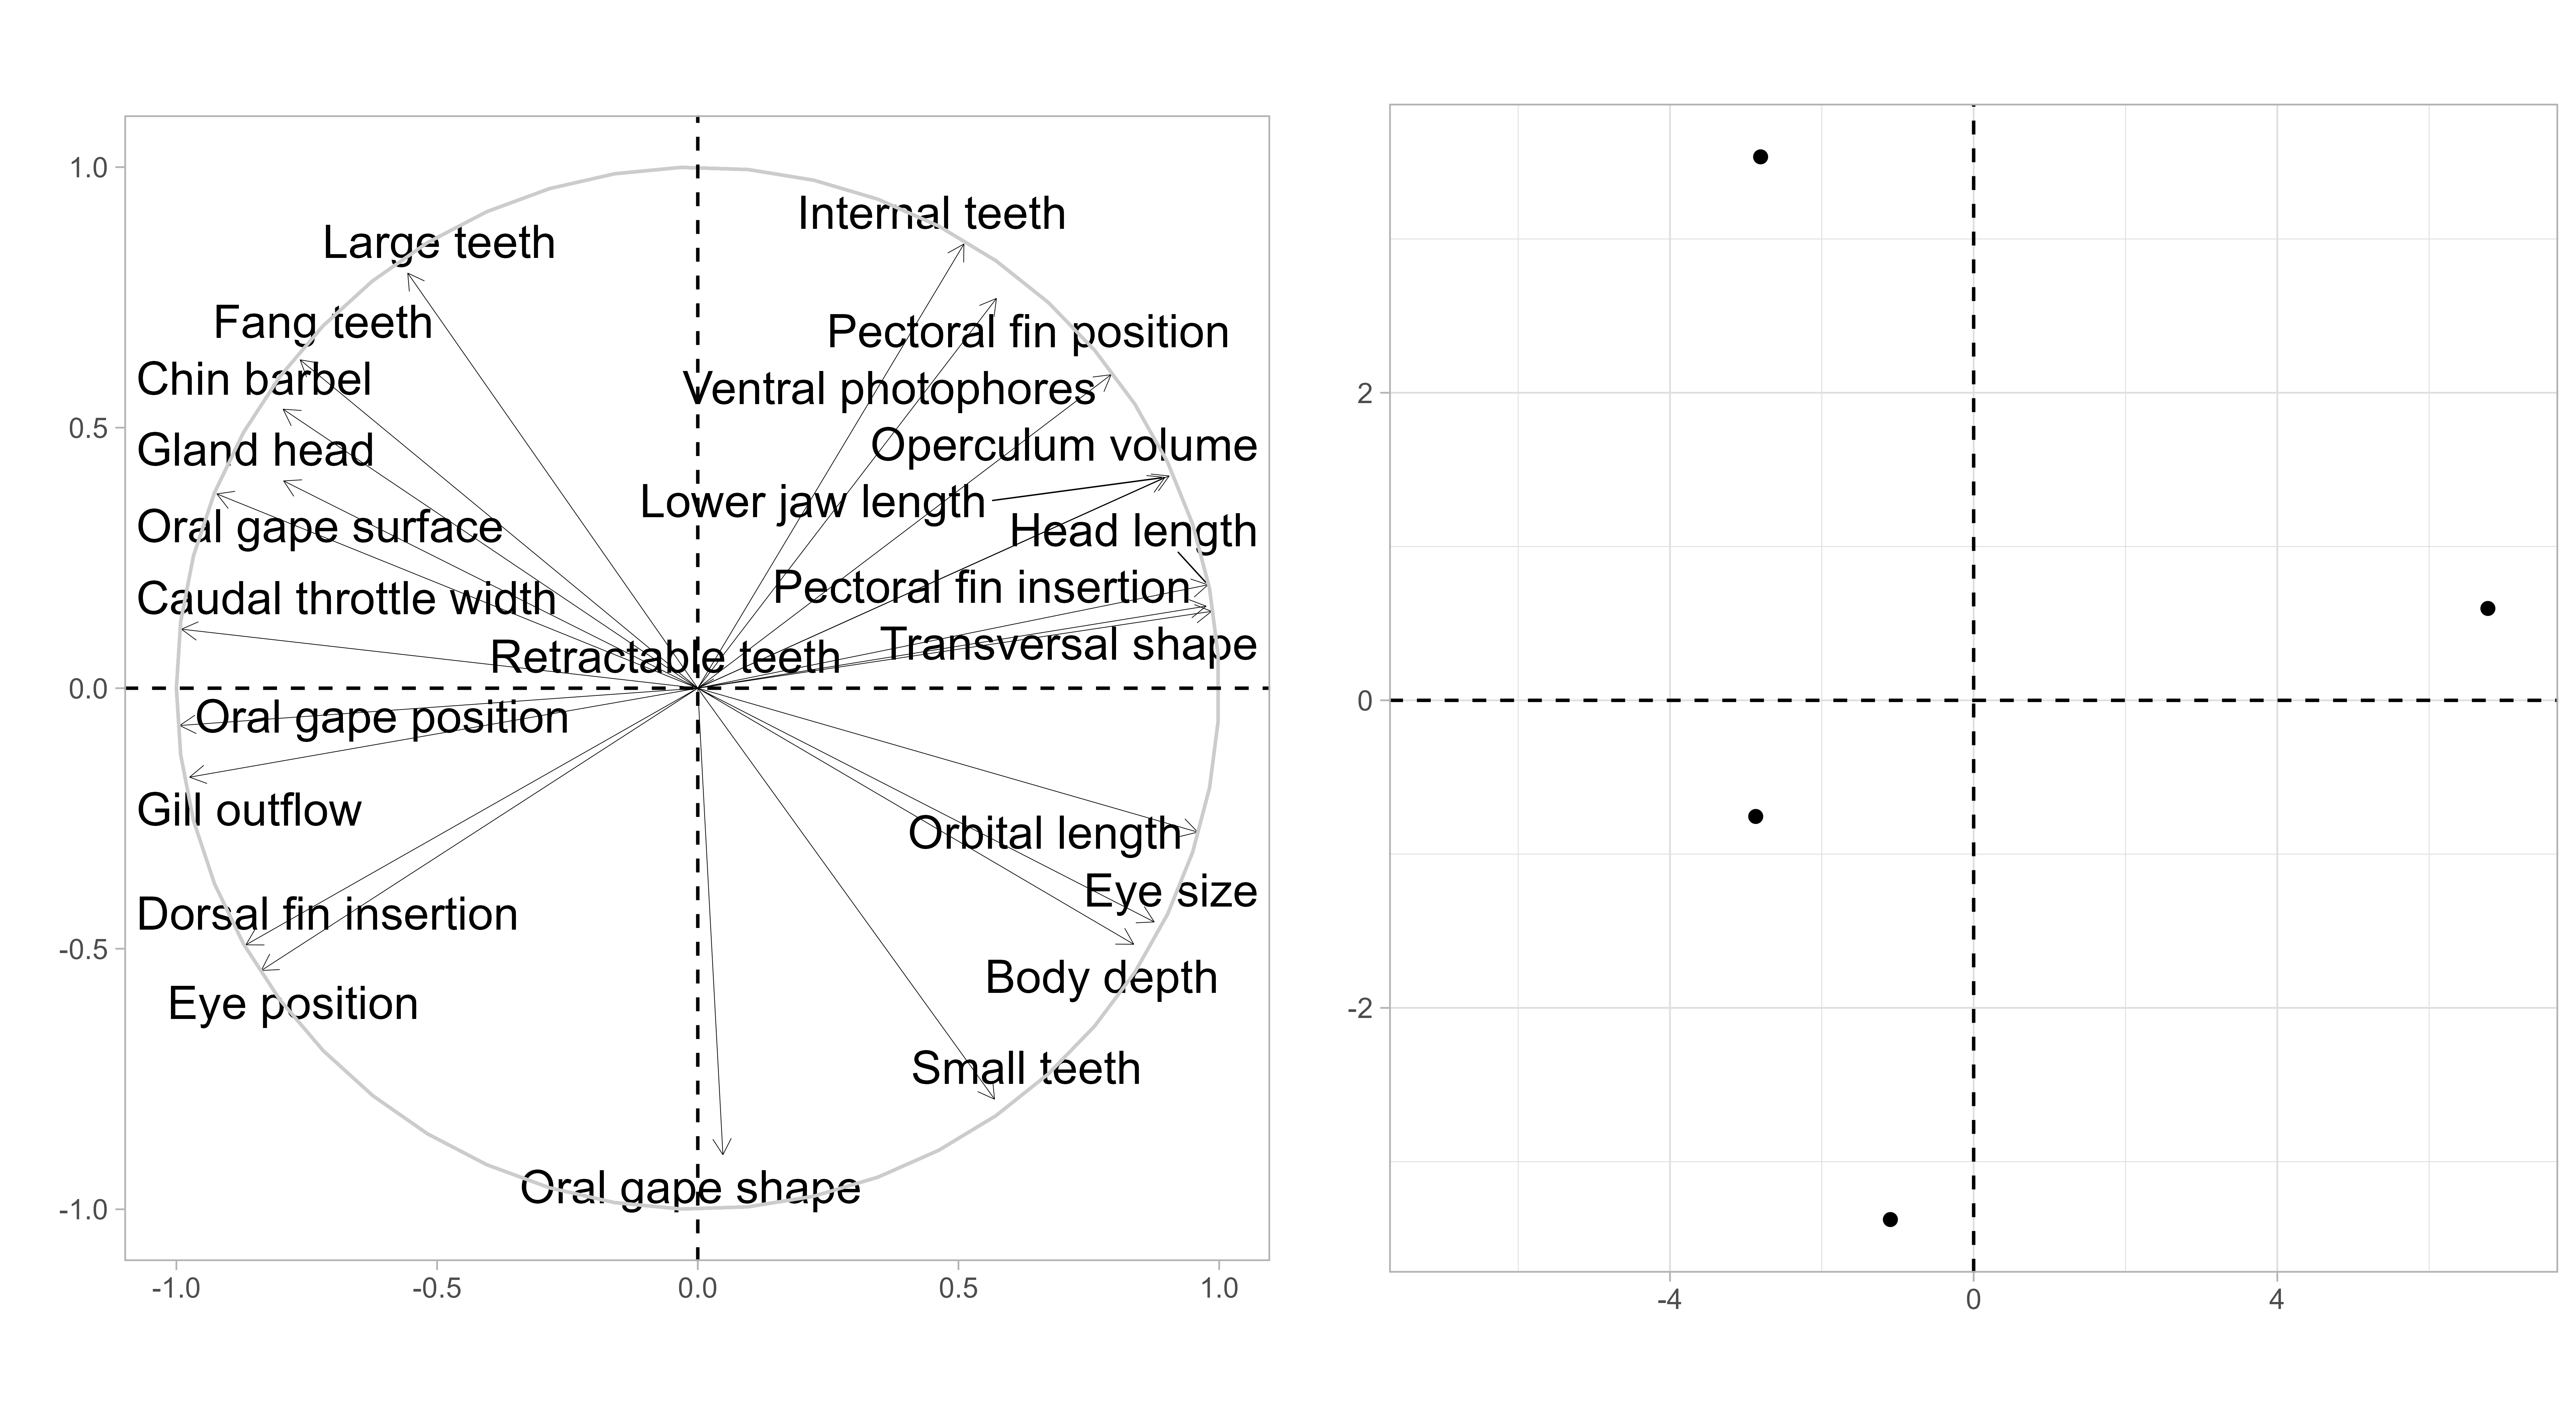 Internal teeth
Large teeth
Fang teeth
Pectoral fin position
Chin barbel
Ventral photophores
Gland head
Operculum volume
Lower jaw length
Oral gape surface
Head length
Caudal throttle width
Pectoral fin insertion
Retractable teeth
Transversal shape
Oral gape position
Gill outflow
Orbital length
Eye size
Dorsal fin insertion
Body depth
Eye position
Small teeth
Oral gape shape
1.0
0.5
0.0
-0.5
-1.0
-1.0 -0.5 0.0 0.5 1.0
2
0
-2
-4 0 4